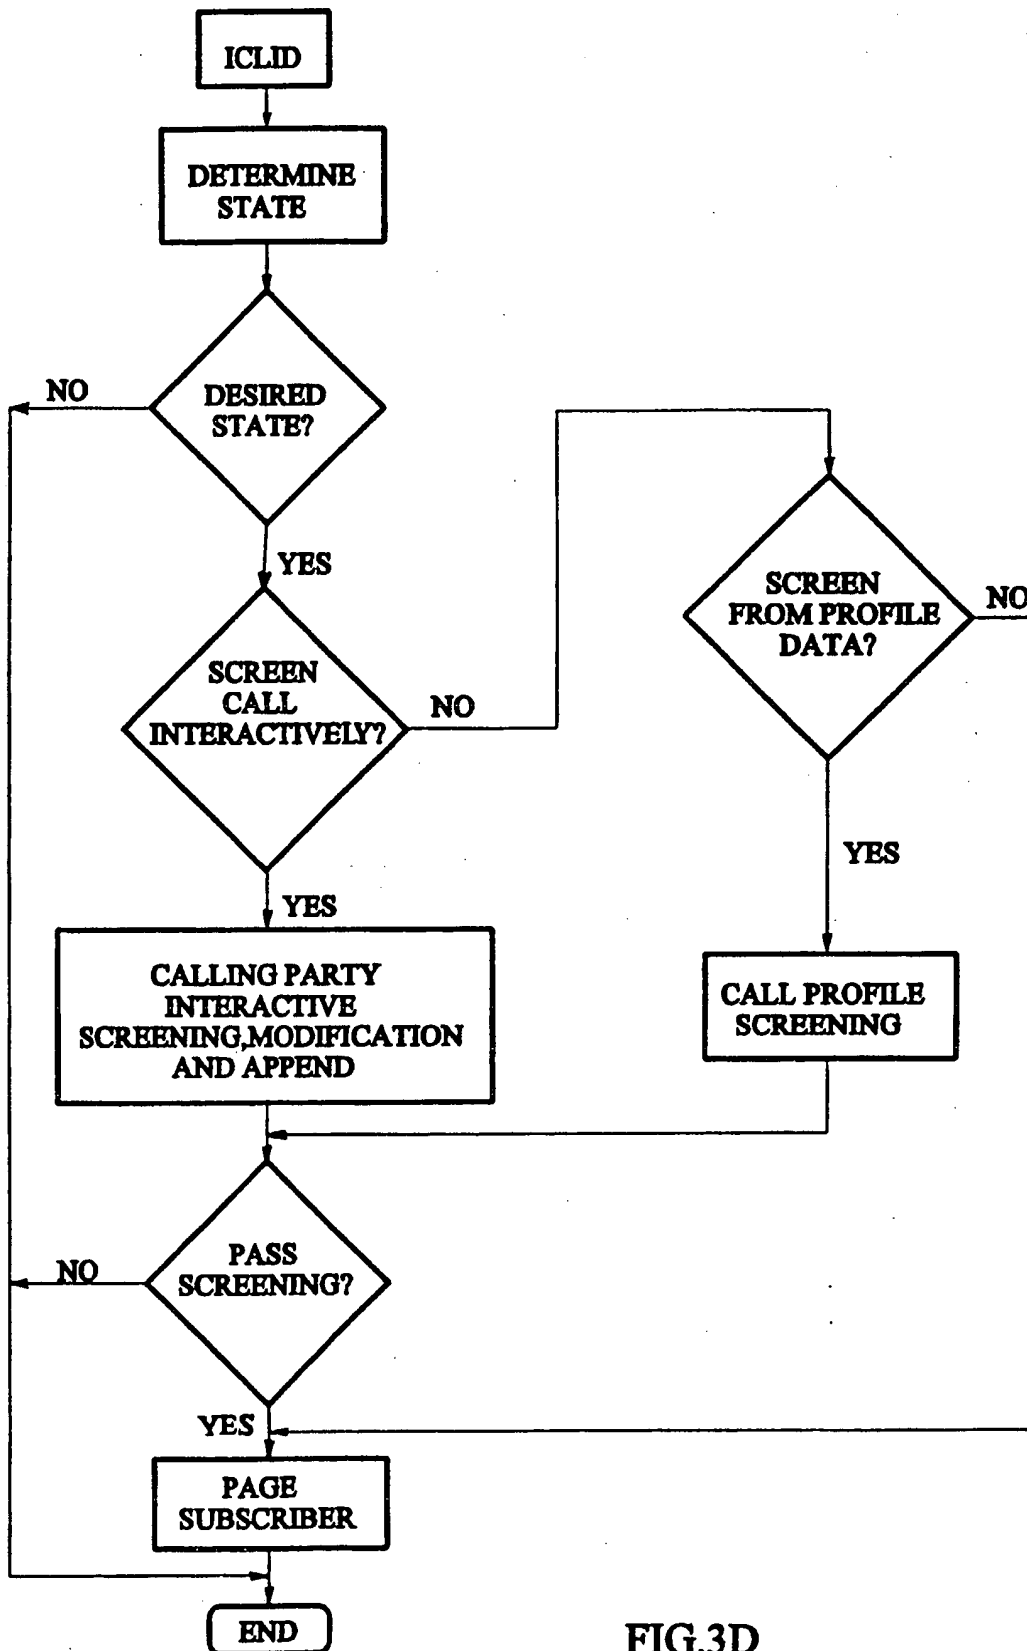 ICLID
DETERMINE
STATE
NO
DESIRED
STATE?
YES
SCREEN
FROM PROFILE
DATA?
NO
SCREEN
CALL
INTERACTIVELY?
NO
YES
YES
CALLING PARTY
INTERACTIVE
SCREENING,MODIFICATION
AND APPEND
CALL PROFILE
SCREENING
PASS
SCREENING?
NO
YES
PAGE
SUBSCRIBER
END
FIG.3D